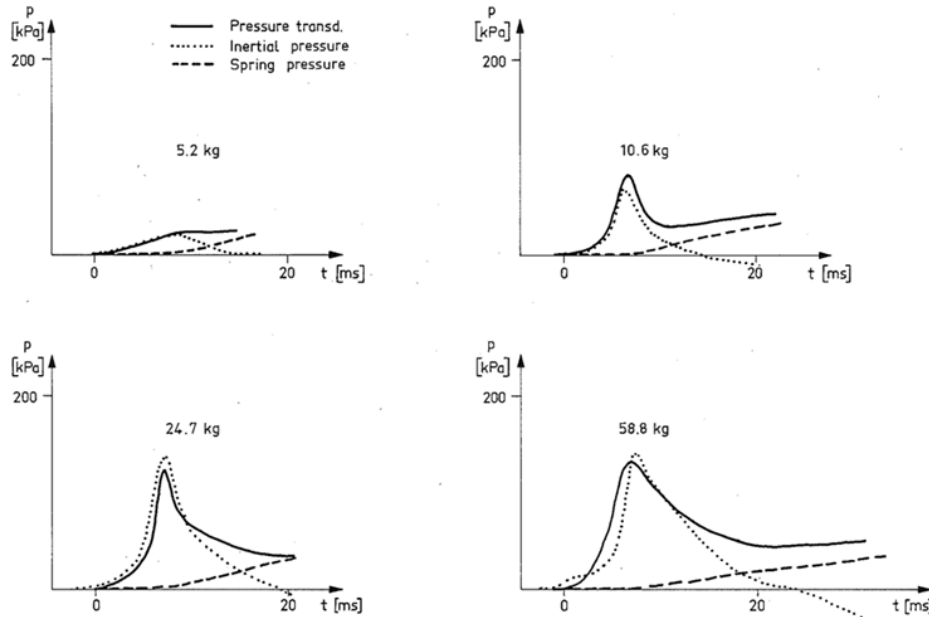 p
[kPa]
200
Pressure transd.
Inertial pressure
Spring pressure
5.2 kg
0
20
t [ms]
p
[kPa]
200
10.6 kg
0
20
t [ms]
p
[kPa]
200
24.7 kg
0
20
t [ms]
p
[kPa]
200
58.8 kg
0
20
t [ms]